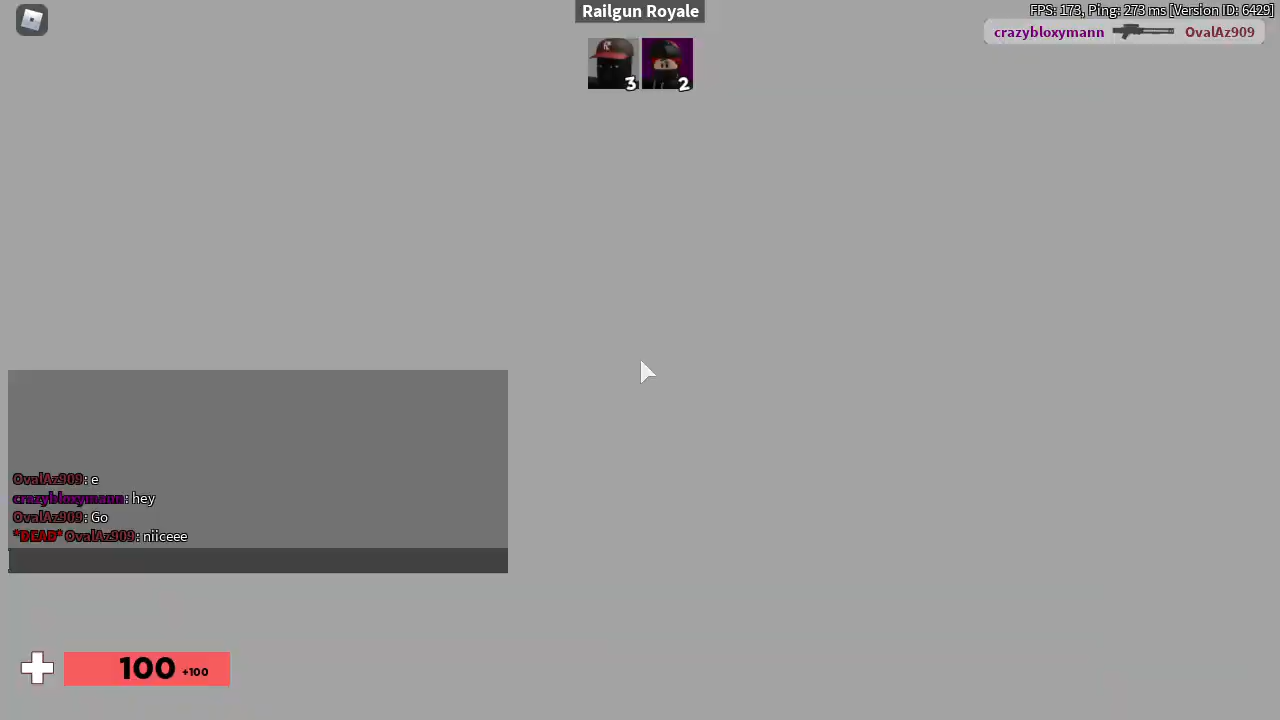 Railgun Royale
FPS: 173, Ping: 273 ms [Version ID: 6429]
crazybloxymann OvalAz909
3 2
OvalAz909: e
crazybloxymann: hey
OvalAz909: Go
*DEAD* OvalAz909: niiceee
100 +100